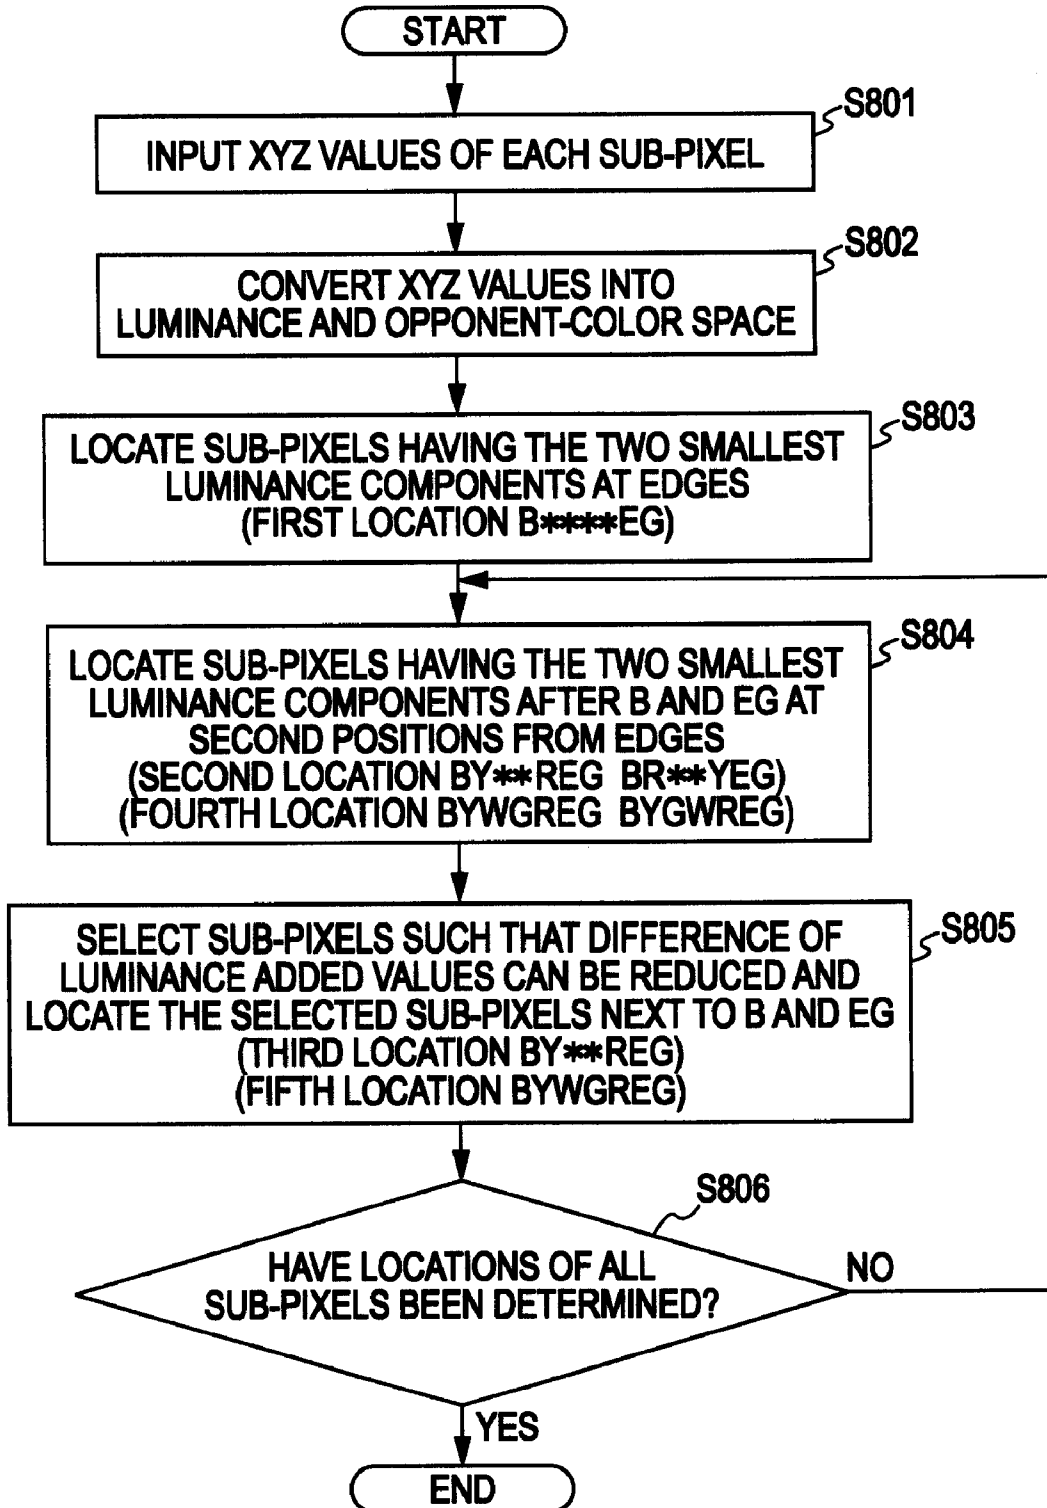 START
S801
INPUT XYZ VALUES OF EACH SUB-PIXEL
S802
CONVERT XYZ VALUES INTO
LUMINANCE AND OPPONENT-COLOR SPACE
S803
LOCATE SUB-PIXELS HAVING THE TWO SMALLEST
LUMINANCE COMPONENTS AT EDGES
(FIRST LOCATION B****EG)
S804
LOCATE SUB-PIXELS HAVING THE TWO SMALLEST
LUMINANCE COMPONENTS AFTER B AND EG AT
SECOND POSITIONS FROM EDGES
(SECOND LOCATION BY**REG BR**YEG)
(FOURTH LOCATION BYWGREG BYGWREG)
S805
SELECT SUB-PIXELS SUCH THAT DIFFERENCE OF
LUMINANCE ADDED VALUES CAN BE REDUCED AND
LOCATE THE SELECTED SUB-PIXELS NEXT TO B AND EG
(THIRD LOCATION BY**REG)
(FIFTH LOCATION BYWGREG)
S806
HAVE LOCATIONS OF ALL
SUB-PIXELS BEEN DETERMINED?
NO
YES
END